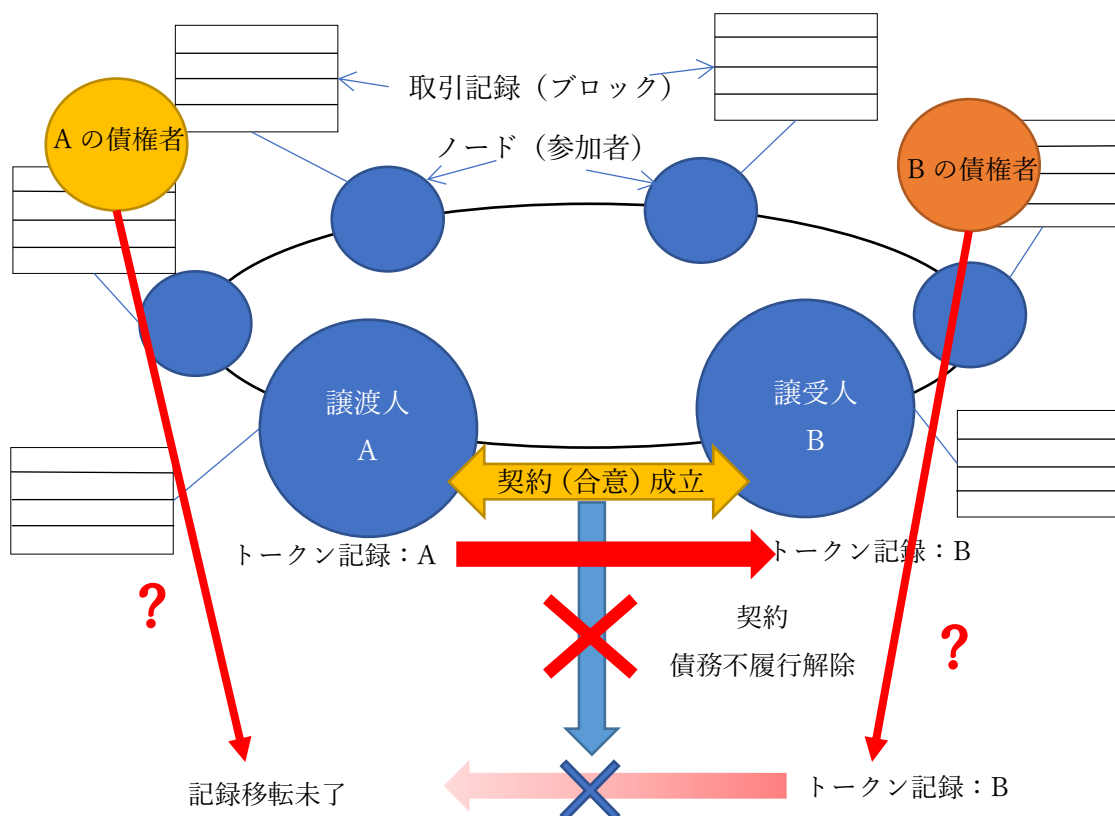 取引記録（ブロック）
A の債権者
ノード（参加者）
B の債権者
譲渡人
A
譲受人
B
契約（合意）成立
トークン記録：A
トークン記録：B
？
契約
債務不履行解除
？
記録移転未了
トークン記録：B